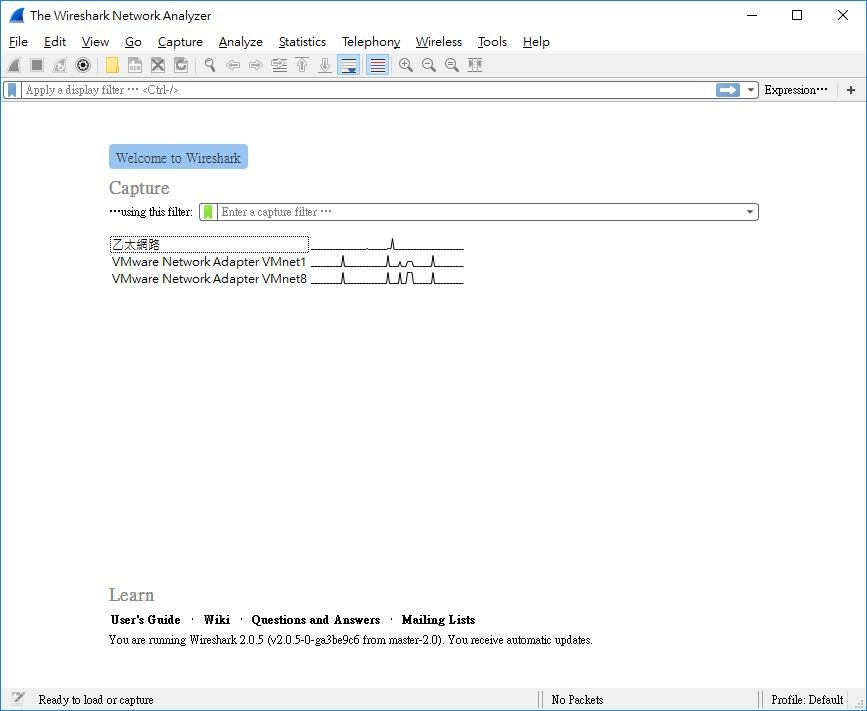 The Wireshark Network Analyzer
File Edit View Go Capture Analyze Statistics Telephony Wireless Tools Help
Apply a display filter … <Ctrl-/> Expression… +
Welcome to Wireshark
Capture
…using this filter: Enter a capture filter …
乙太網路
VMware Network Adapter VMnet1
VMware Network Adapter VMnet8
Learn
User's Guide · Wiki · Questions and Answers · Mailing Lists
You are running Wireshark 2.0.5 (v2.0.5-0-ga3be9c6 from master-2.0). You receive automatic updates.
Ready to load or capture No Packets Profile: Default